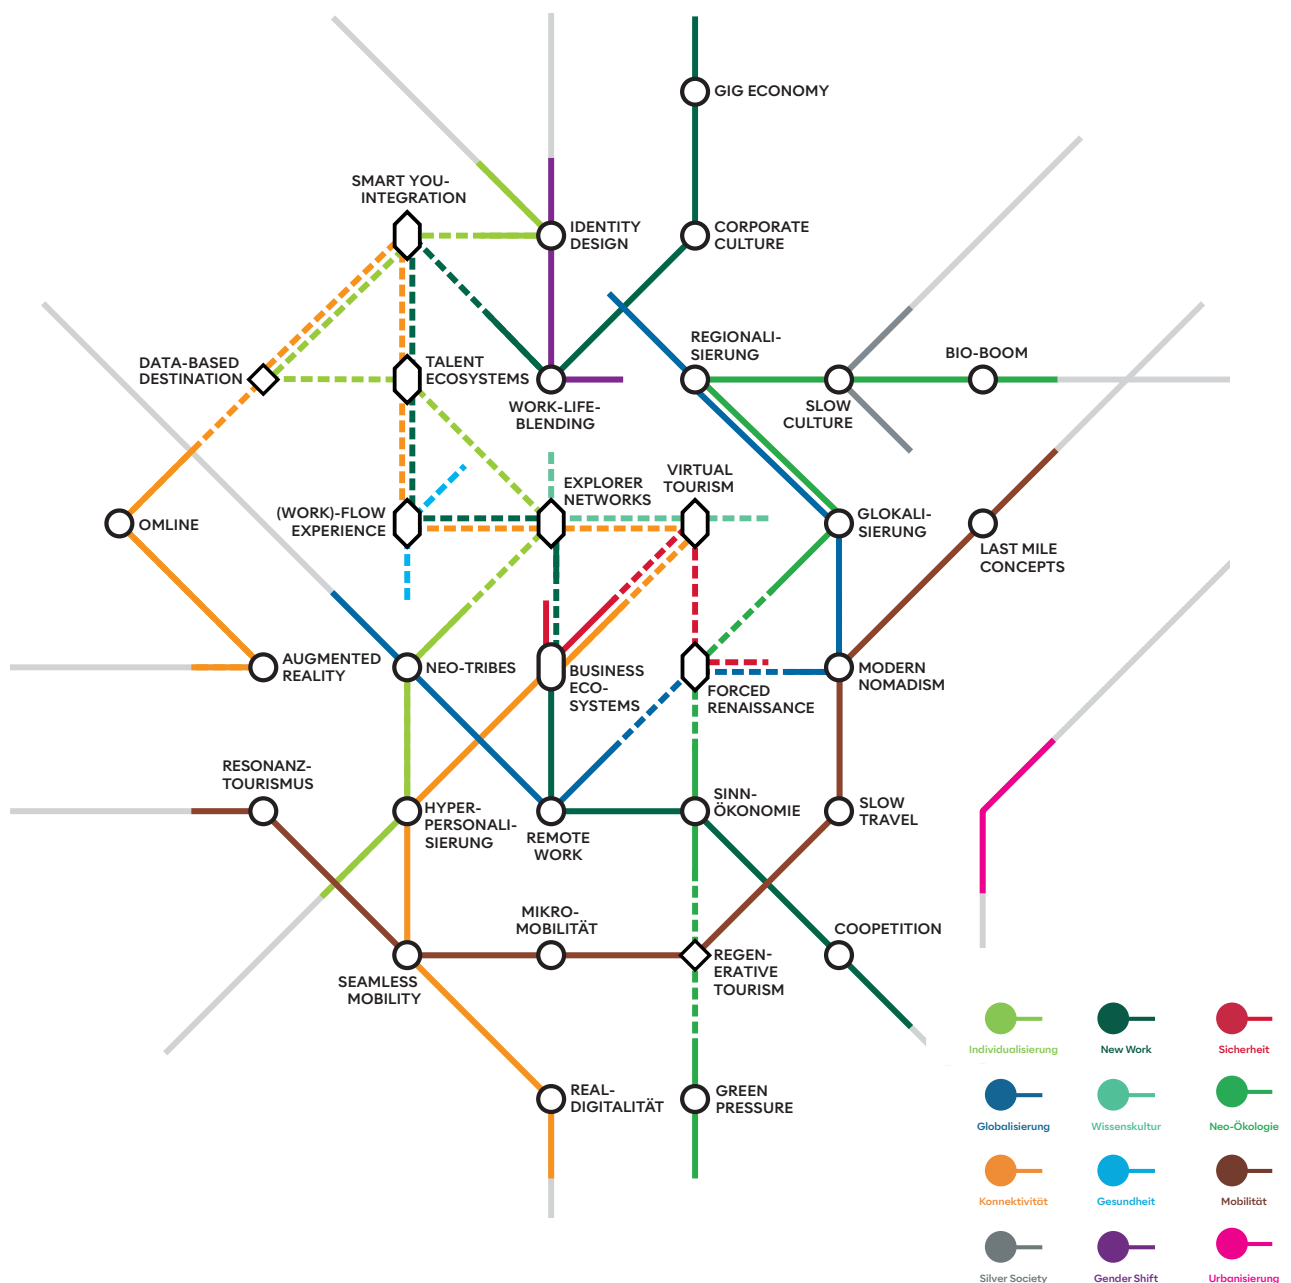 GIG ECONOMY
SMART YOU-
INTEGRATION
IDENTITY
DESIGN
CORPORATE
CULTURE
REGIONALI-
SIERUNG
BIO-BOOM
DATA-BASED
DESTINATION
TALENT
ECOSYSTEMS
WORK-LIFE-
BLENDING
SLOW
CULTURE
EXPLORER
NETWORKS
VIRTUAL
TOURISM
OMLINE
(WORK)-FLOW
EXPERIENCE
GLOKALI-
SIERUNG
LAST MILE
CONCEPTS
AUGMENTED
REALITY
NEO-TRIBES
BUSINESS
ECO-
SYSTEMS
FORCED
RENAISSANCE
MODERN
NOMADISM
RESONANZ-
TOURISMUS
HYPER-
PERSONALI-
SIERUNG
REMOTE
WORK
SINN-
ÖKONOMIE
SLOW
TRAVEL
MIKRO-
MOBILITÄT
COOPETITION
SEAMLESS
MOBILITY
REGEN-
ERATIVE
TOURISM
REAL-
DIGITALITÄT
GREEN
PRESSURE
Individualisierung
New Work
Sicherheit
Globalisierung
Wissenskultur
Neo-Ökologie
Konnektivität
Gesundheit
Mobilität
Silver Society
Gender Shift
Urbanisierung